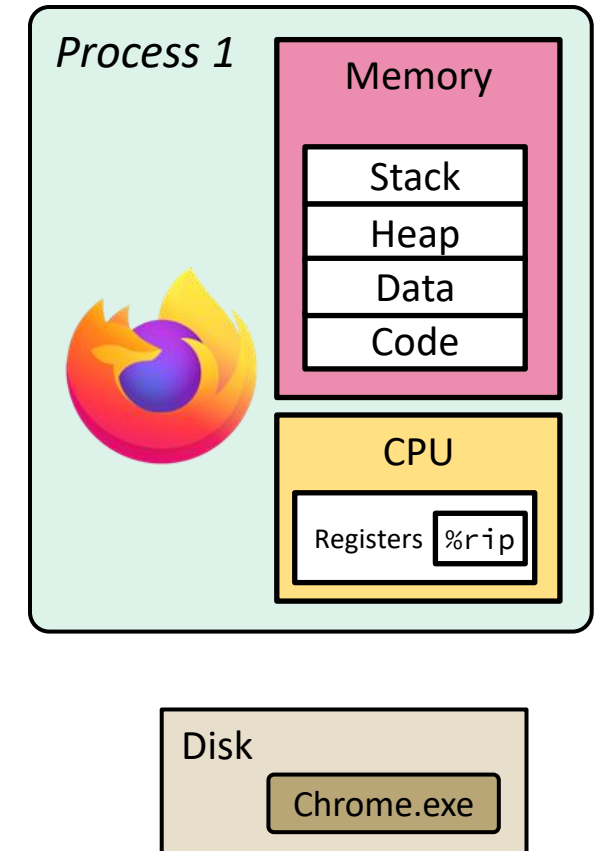 Process 1
Memory
Stack
Heap
Data
Code
CPU
Registers %rip
Disk
Chrome.exe